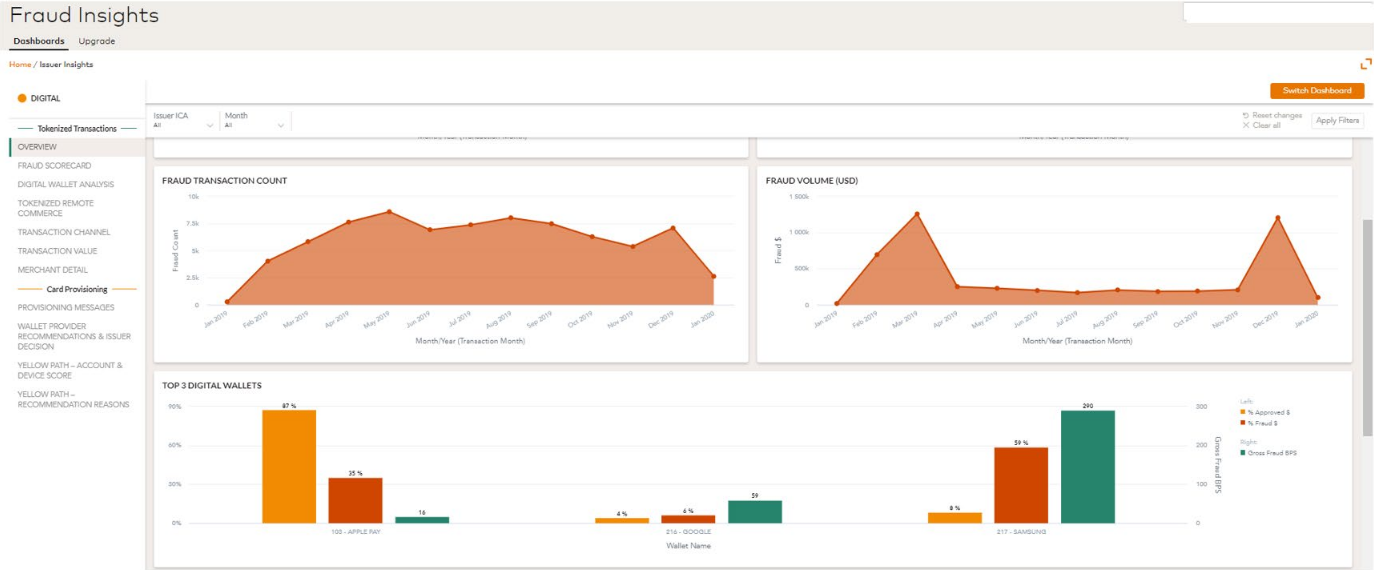 Fraud Insights
Dashboards Upgrade
Home / Issuer Insights
Switch Dashboard
DIGITAL
Issuer ICA
All
Month
All
Reset changes
Clear all
Apply Filters
Tokenized Transactions
OVERVIEW
FRAUD SCORECARD
DIGITAL WALLET ANALYSIS
TOKENIZED REMOTE
COMMERCE
TRANSACTION CHANNEL
TRANSACTION VALUE
MERCHANT DETAIL
Card Provisioning
PROVISIONING MESSAGES
WALLET PROVIDER
RECOMMENDATIONS & ISSUER
DECISION
YELLOW PATH – ACCOUNT &
DEVICE SCORE
YELLOW PATH –
RECOMMENDATION REASONS
Month/Year (Transaction Month)
Month/Year (Transaction Month)
FRAUD TRANSACTION COUNT
10k
7.5k
5k
2.5k
0
Fraud Count
Jan 2019 Feb 2019 Mar 2019 Apr 2019 May 2019 Jun 2019 Jul 2019 Aug 2019 Sep 2019 Oct 2019 Nov 2019 Dec 2019 Jan 2020
Month/Year (Transaction Month)
FRAUD VOLUME (USD)
1 500k
1 000k
500k
0
Fraud $
Jan 2019 Feb 2019 Mar 2019 Apr 2019 May 2019 Jun 2019 Jul 2019 Aug 2019 Sep 2019 Oct 2019 Nov 2019 Dec 2019 Jan 2020
Month/Year (Transaction Month)
TOP 3 DIGITAL WALLETS
90%
60%
30%
0%
87 %
35 %
16
4 %
6 %
59
8 %
59 %
290
300
200
100
0
Gross Fraud BPS
103 - APPLE PAY 216 - GOOGLE 217 - SAMSUNG
Wallet Name
Left:
% Approved $
% Fraud $
Right:
Gross Fraud BPS